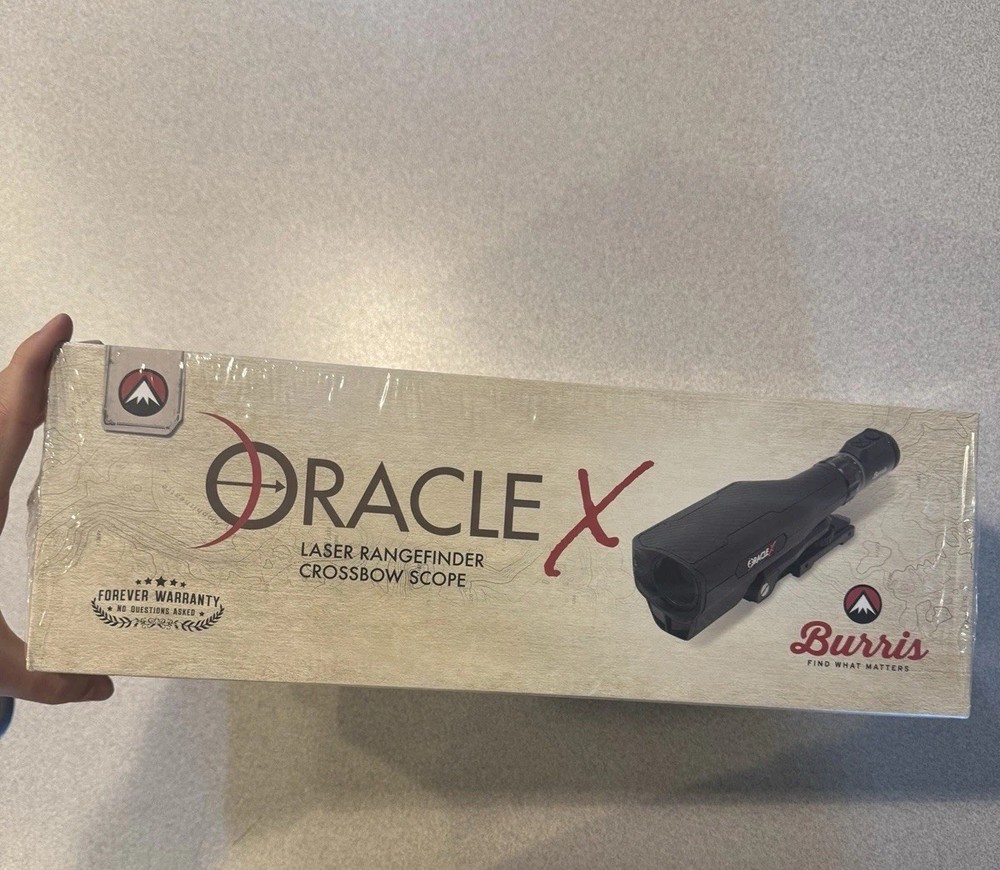 ORACLE X
LASER RANGEFINDER
CROSSBOW SCOPE
FOREVER WARRANTY
NO QUESTIONS ASKED
ORACLE X
Burris
FIND WHAT MATTERS